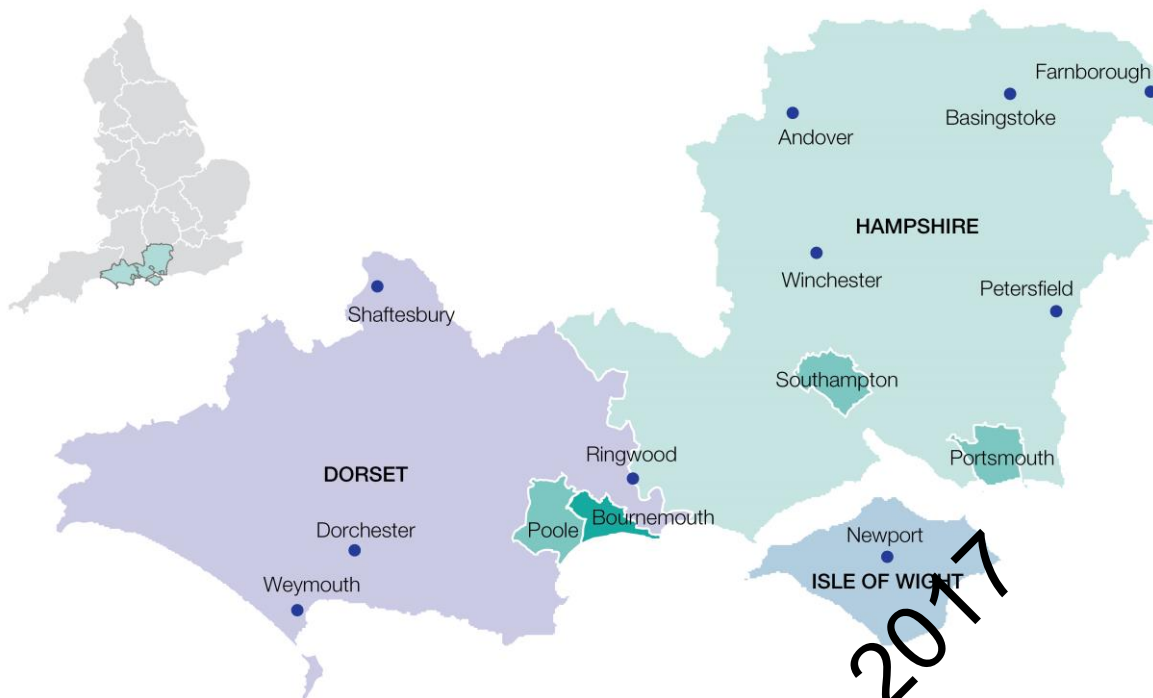 Farnborough
Basingstoke
Andover
HAMPSHIRE
Winchester
Petersfield
Shaftesbury
Southampton
Ringwood
Portsmouth
DORSET
Bournemouth
Poole
Dorchester
Newport
Weymouth
ISLE OF WIGHT
2017